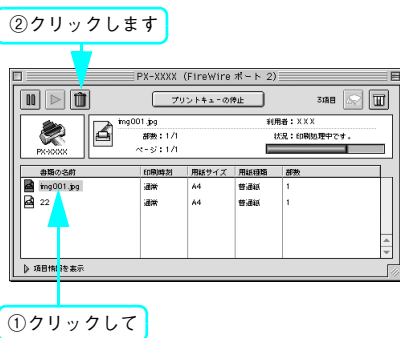 ②クリックします
PX-XXXX (FireWire ポート 2)
プリントキューの停止
3項目
PX-XXXX
img001.jpg
利用者：XXX
部数：1/1
状況：印刷処理中です。
ページ：1/1
書類の名前 印刷時刻 用紙サイズ 用紙種類 部数
img001.jpg 通常 A4 普通紙 1
22 通常 A4 普通紙 1
項目情報を表示
①クリックして